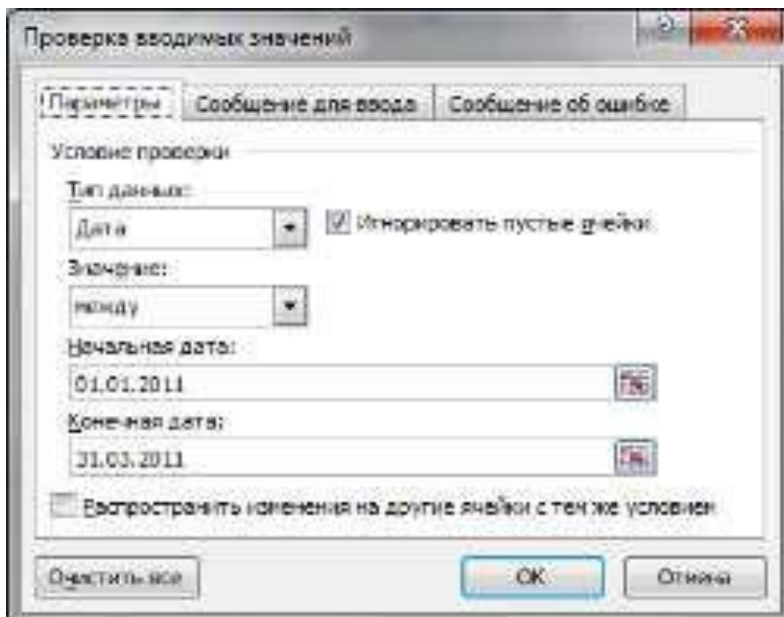 Проверка вводимых значений
Параметры Сообщение для ввода Сообщение об ошибке
Условие проверки
Тип данных:
Дата Игнорировать пустые ячейки
Значение:
между
Начальная дата:
01.01.2011
Конечная дата:
31.03.2011
Распространить изменения на другие ячейки с тем же условием
Очистить все ОК Отмена